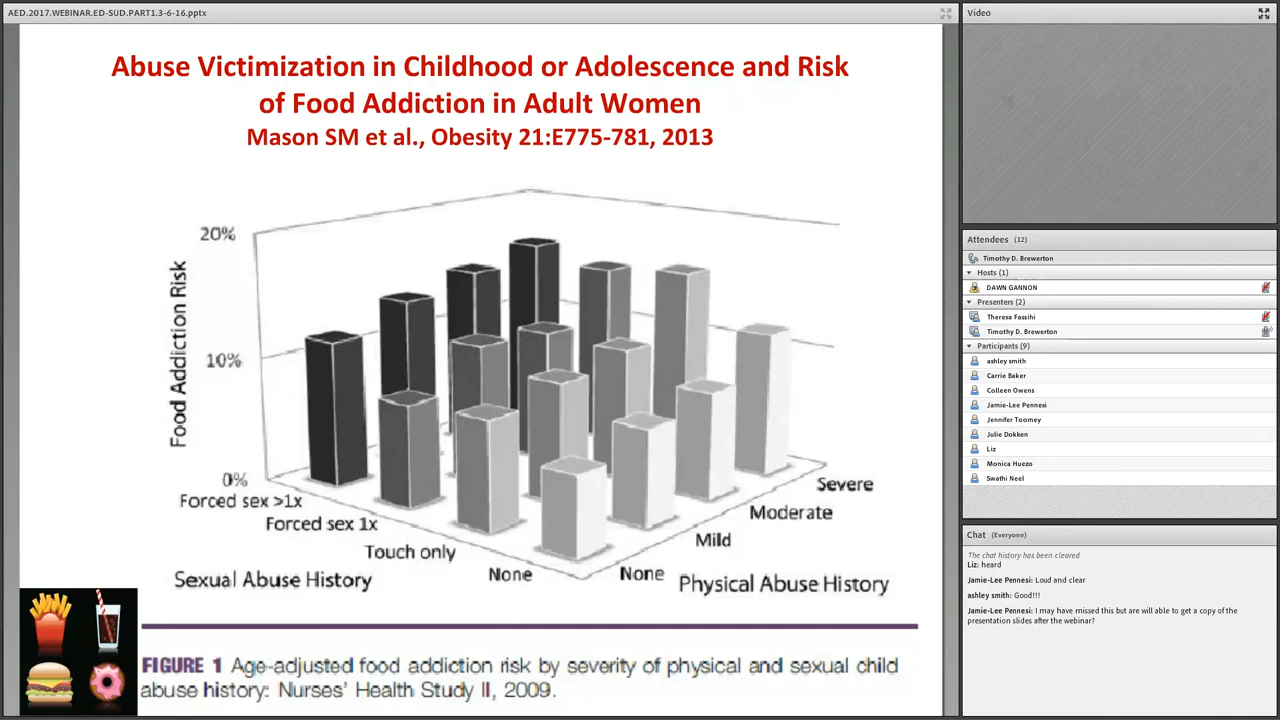 AED.2017.WEBINAR.ED-SUD.PART1.3-6-16.pptx
Abuse Victimization in Childhood or Adolescence and Risk
of Food Addiction in Adult Women
Mason SM et al., Obesity 21:E775-781, 2013
20%
10%
0%
Food Addiction Risk
Forced sex >1x
Forced sex 1x
Touch only
None
Sexual Abuse History
None
Mild
Moderate
Severe
Physical Abuse History
FIGURE 1 Age-adjusted food addiction risk by severity of physical and sexual child
abuse history: Nurses' Health Study II, 2009.
Video
Attendees (12)
Timothy D. Brewerton
Hosts (1)
DAWN GANNON
Presenters (2)
Theresa Fassihi
Timothy D. Brewerton
Participants (9)
ashley smith
Carrie Baker
Colleen Owens
Jamie-Lee Pennesi
Jennifer Toomey
Julie Dokken
Liz
Monica Huezo
Swathi Neel
Chat (Everyone)
The chat history has been cleared
Liz: heard
Jamie-Lee Pennesi: Loud and clear
ashley smith: Good!!!
Jamie-Lee Pennesi: I may have missed this but are will able to get a copy of the
presentation slides after the webinar?